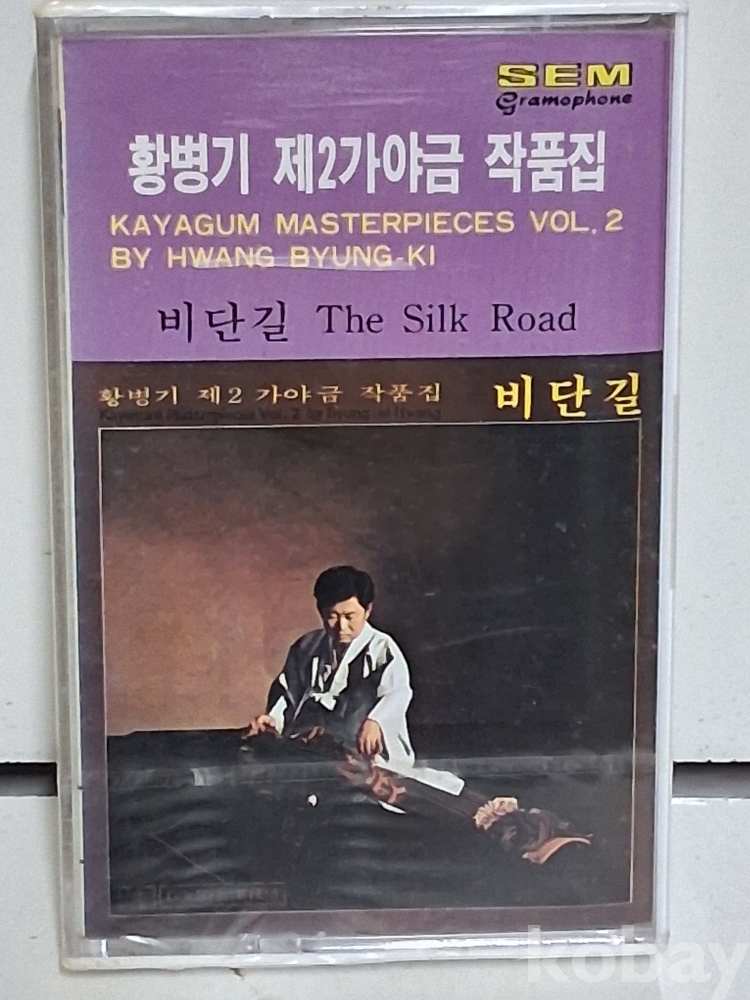 SEM
Gramophone
황병기 제2가야금 작품집
KAYAGUM MASTERPIECES VOL. 2
BY HWANG BYUNG-KI
비단길 The Silk Road
황병기 제2 가야금 작품집 비단길
Kayagum Masterpieces Vol. 2 by Byung-ki Hwang
kobay